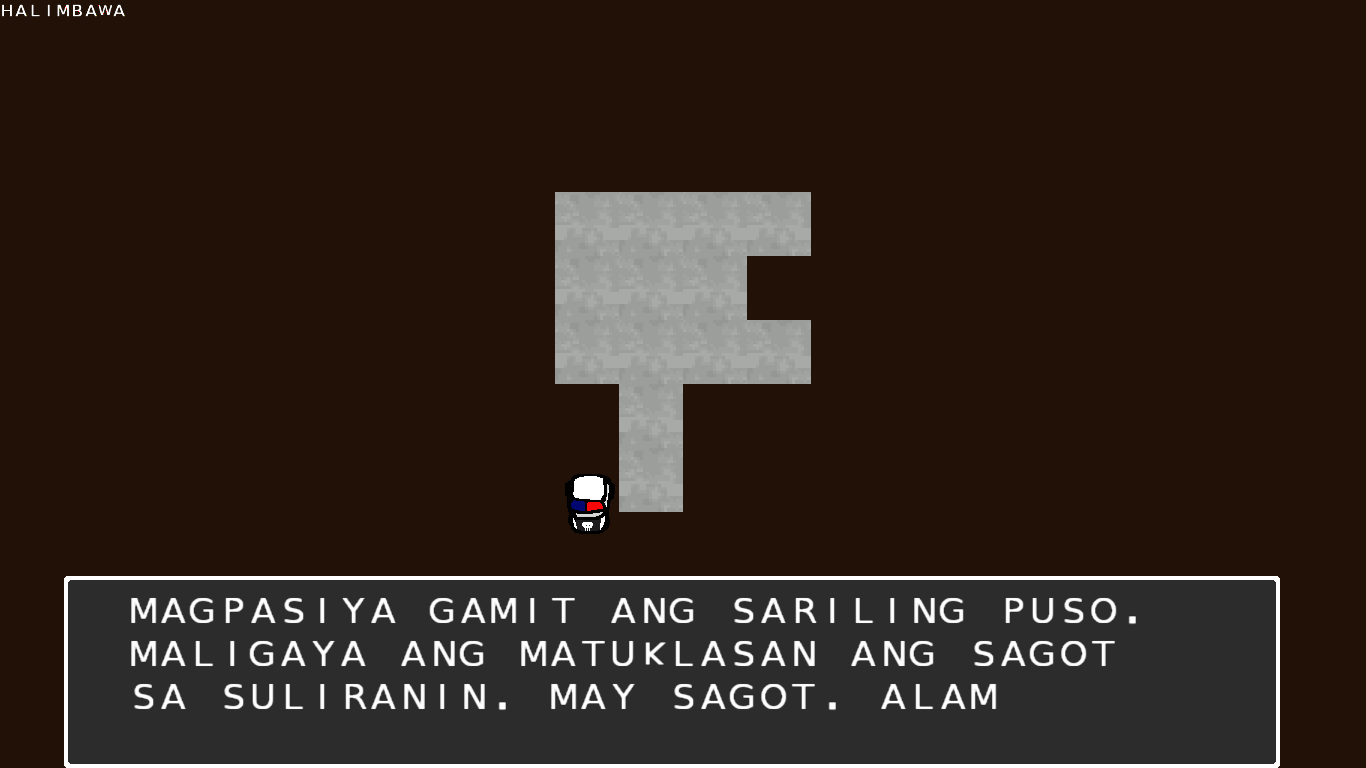 HALIMBAWA
MAGPASIYA GAMIT ANG SARILING PUSO.
MALIGAYA ANG MATUKLASAN ANG SAGOT
SA SULIRANIN. MAY SAGOT. ALAM